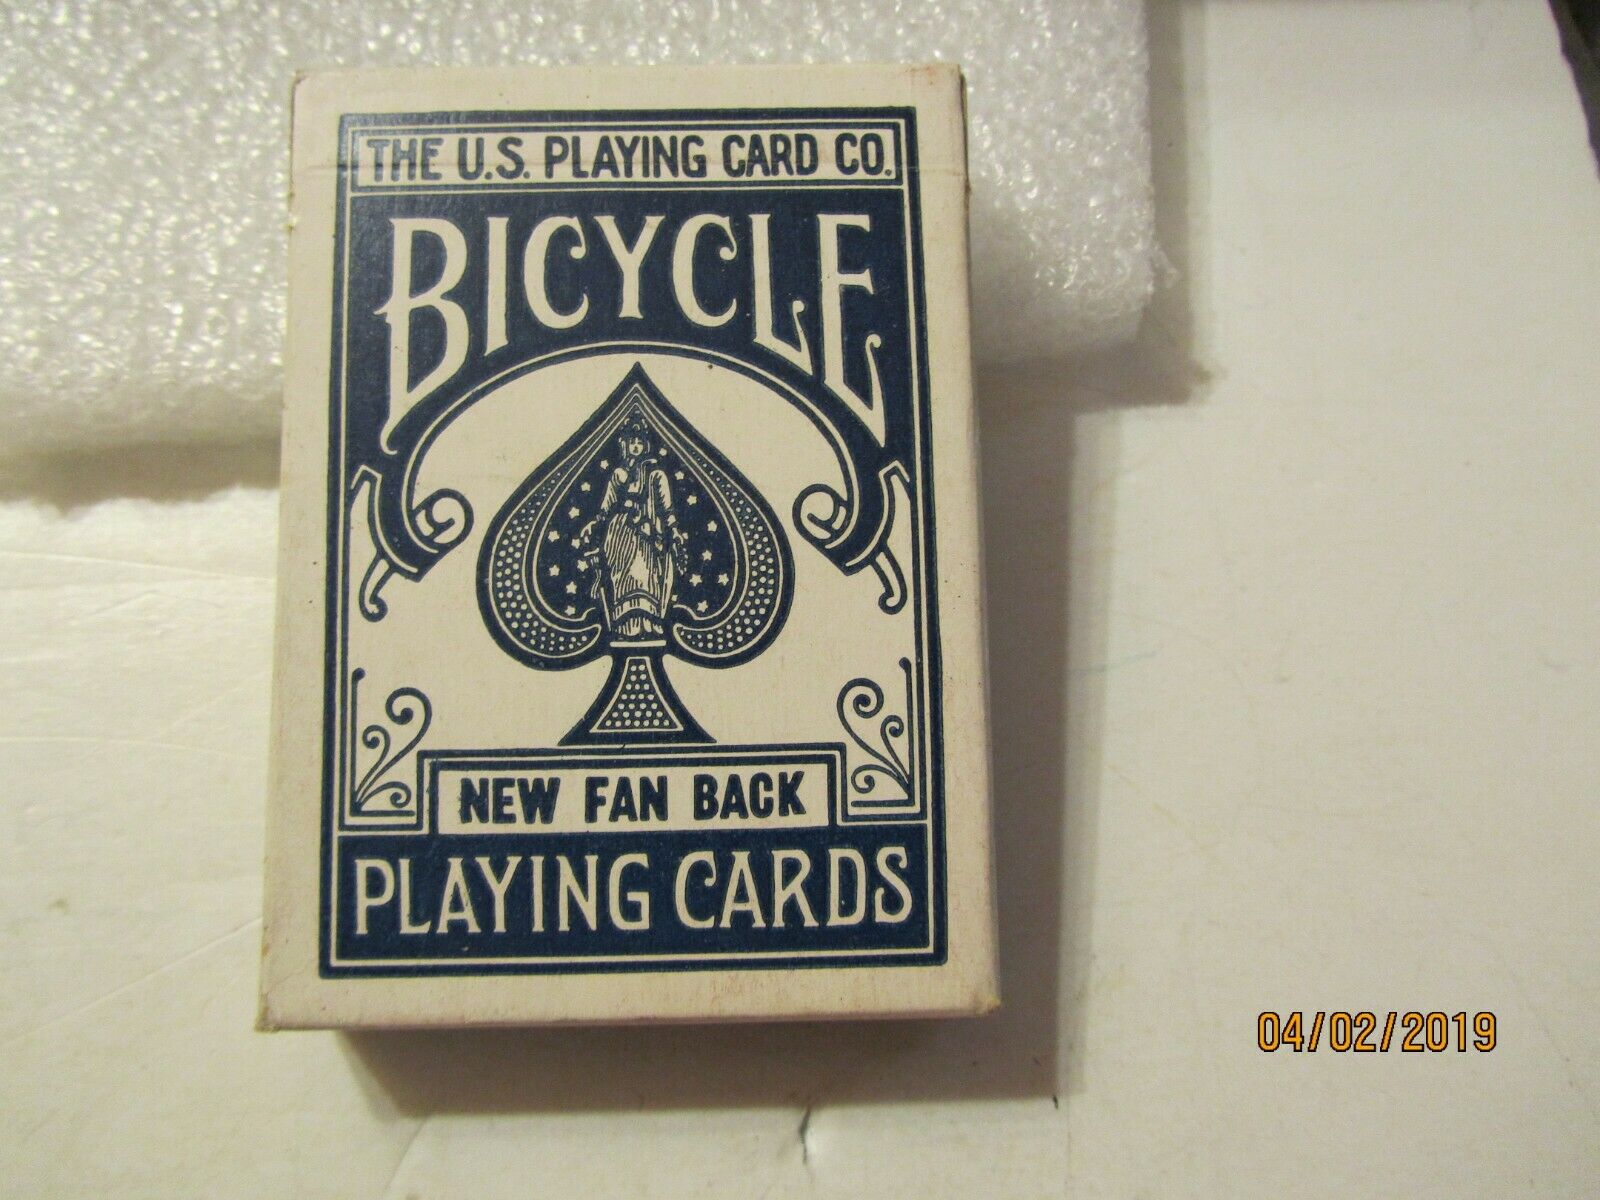 THE U.S. PLAYING CARD CO.
BICYCLE
NEW FAN BACK
PLAYING CARDS
04/02/2019